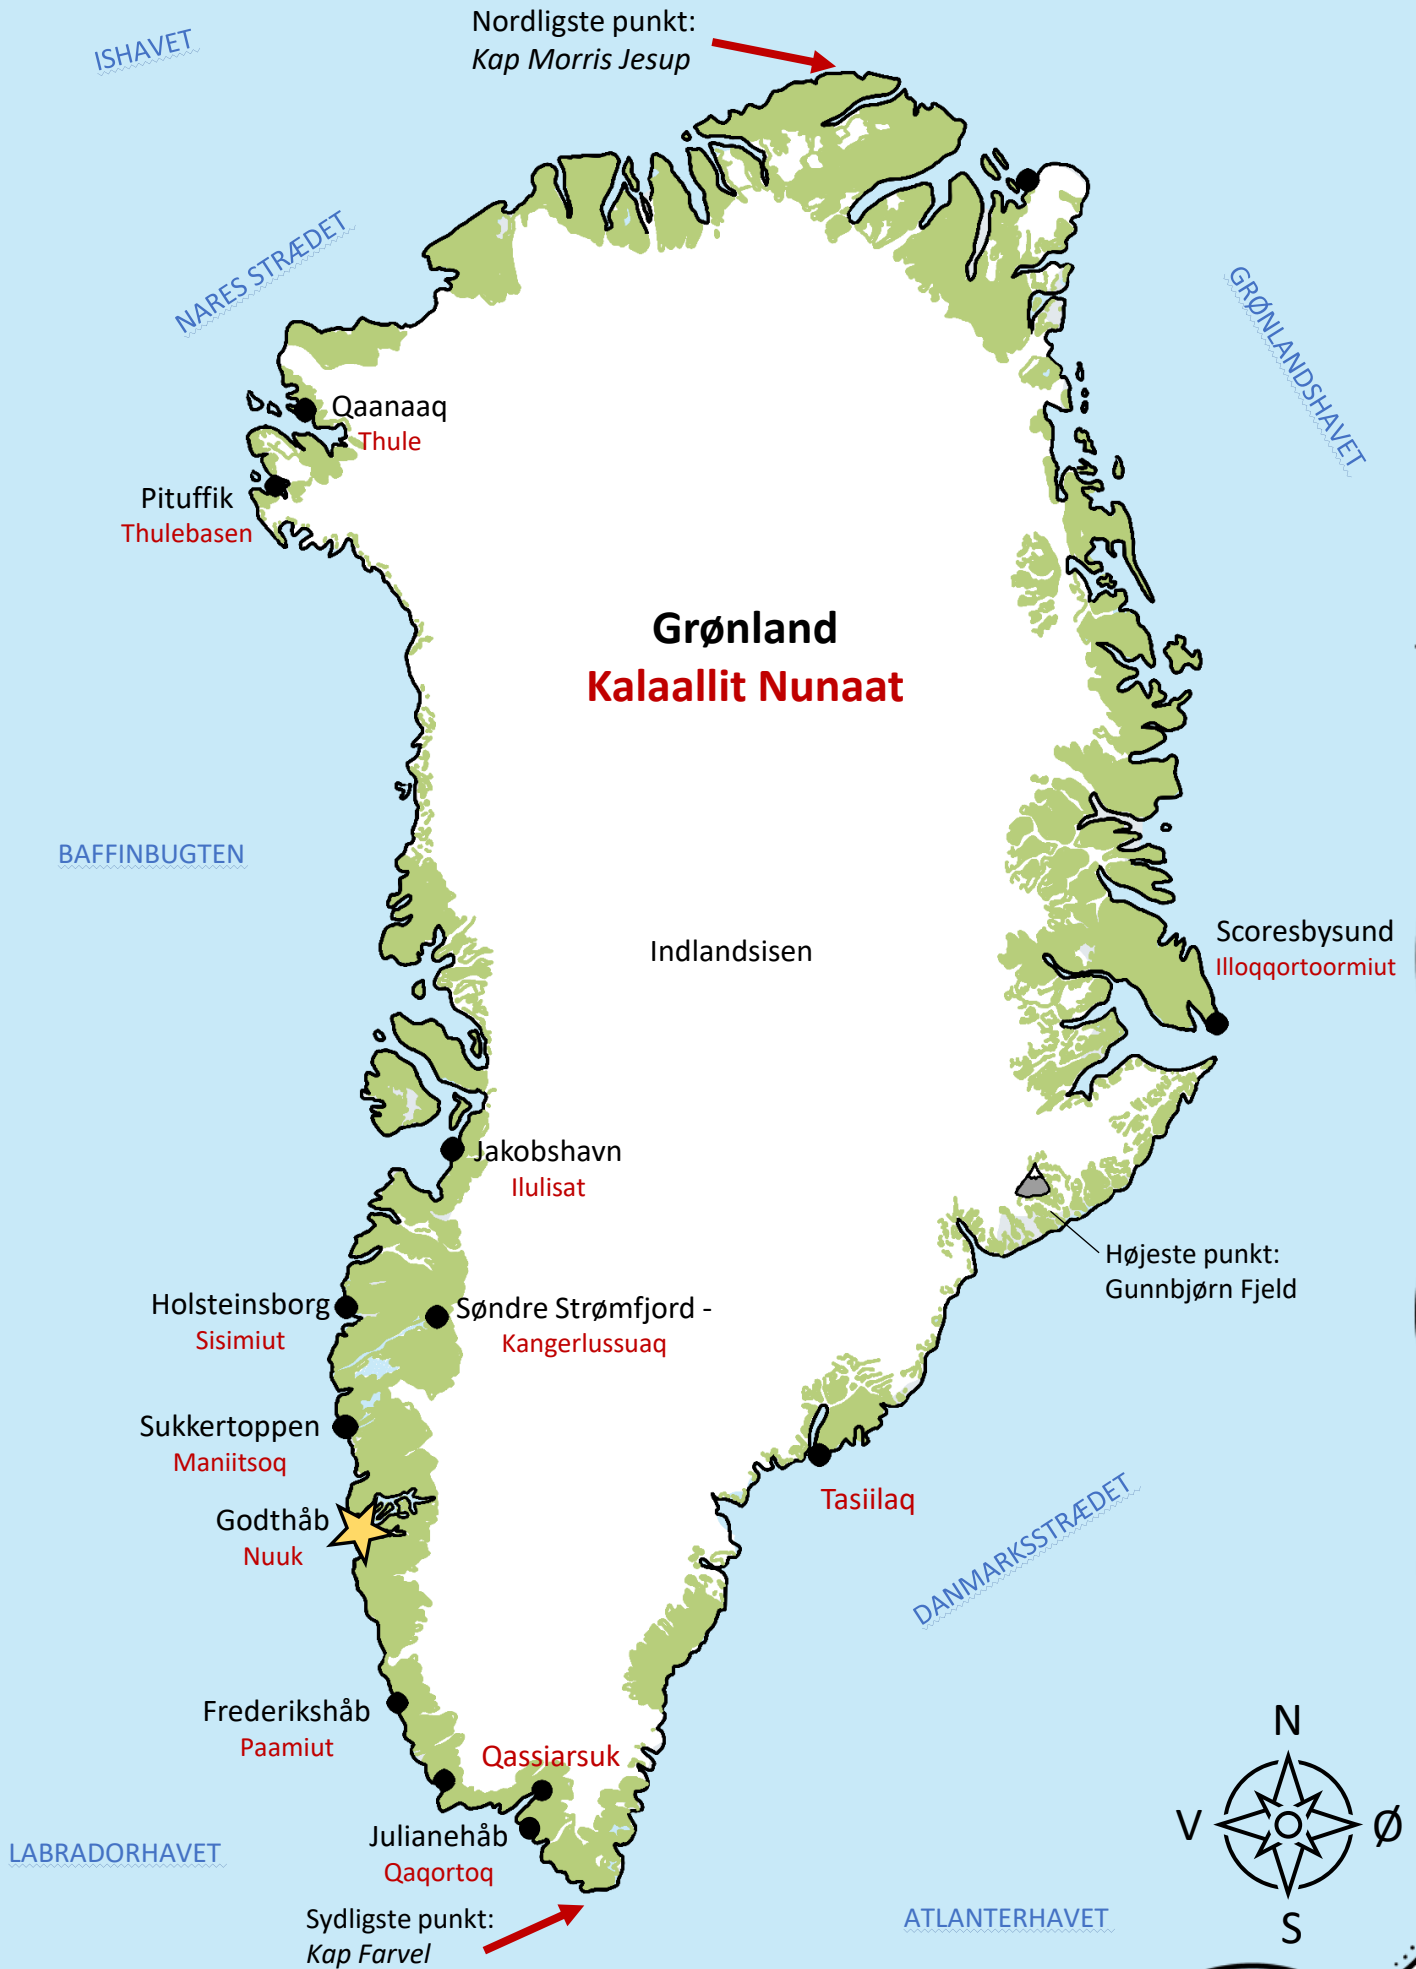 Nordligste punkt:
Kap Morris Jesup
ISHAVET
NARES STRÆDET
GRØNLANDSHAVET
Qaanaaq
Thule
Pituffik
Thulebasen
Grønland
Kalaallit Nunaat
BAFFINBUGTEN
Indlandsisen
Scoresbysund
Illoqqortoormiut
Jakobshavn
Ilulisat
Højeste punkt:
Gunnbjørn Fjeld
Holsteinsborg
Sisimiut
Søndre Strømfjord -
Kangerlussuaq
Sukkertoppen
Maniitsoq
Tasiilaq
Godthåb
Nuuk
DANMARKSSTRÆDET
Frederikshåb
Paamiut
Qassiarsuk
N
V
Ø
S
Julianehåb
Qaqortoq
LABRADORHAVET
ATLANTERHAVET
Sydligste punkt:
Kap Farvel